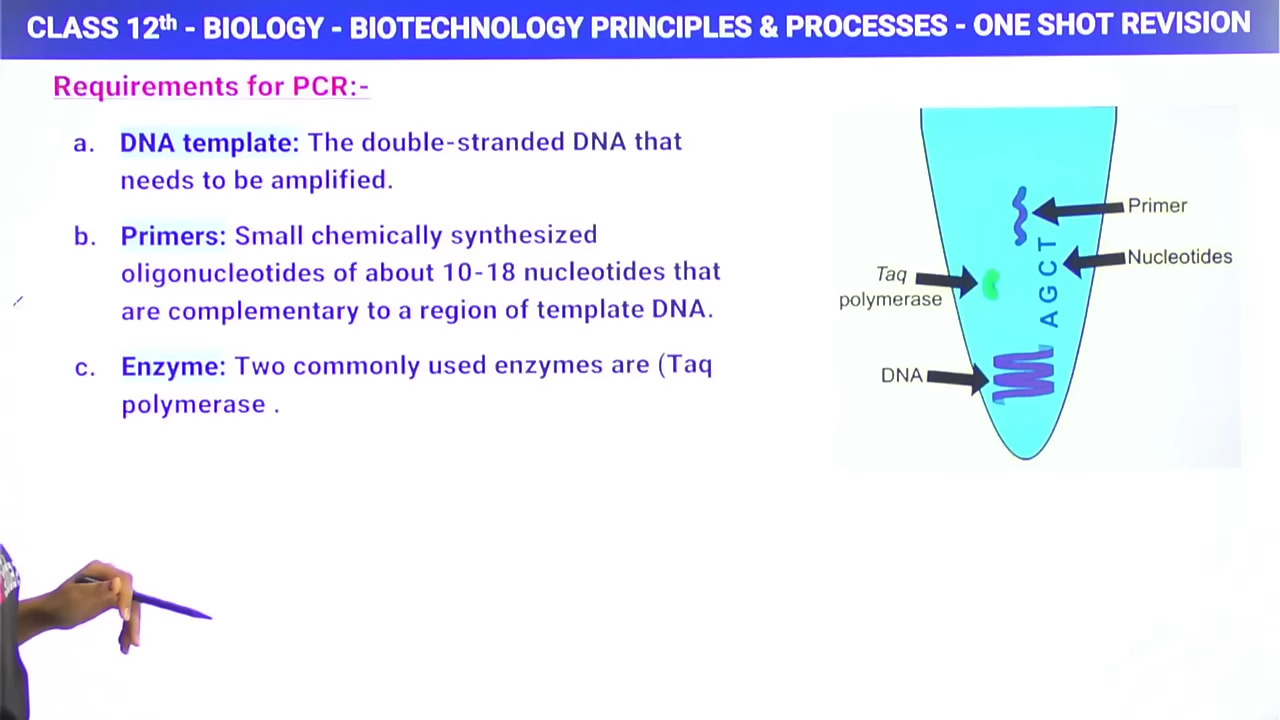 CLASS 12th - BIOLOGY - BIOTECHNOLOGY PRINCIPLES & PROCESSES - ONE SHOT REVISION
Requirements for PCR:-
a. DNA template: The double-stranded DNA that
needs to be amplified.
b. Primers: Small chemically synthesized
oligonucleotides of about 10-18 nucleotides that
are complementary to a region of template DNA.
c. Enzyme: Two commonly used enzymes are (Taq
polymerase .
Primer
Nucleotides
Taq
polymerase
A G C T
DNA